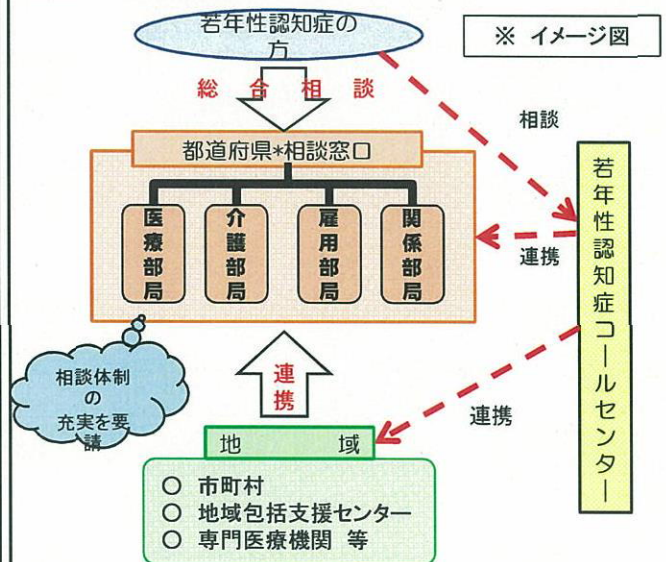 若年性認知症の
方
※ イメージ図
総合相談
相談
都道府県*相談窓口
医療部局
介護部局
雇用部局
関係部局
連携
若年性認知症コールセンター
相談体制
の
充実を要
請
連携
連携
地 域
○ 市町村
○ 地域包括支援センター
○ 専門医療機関 等